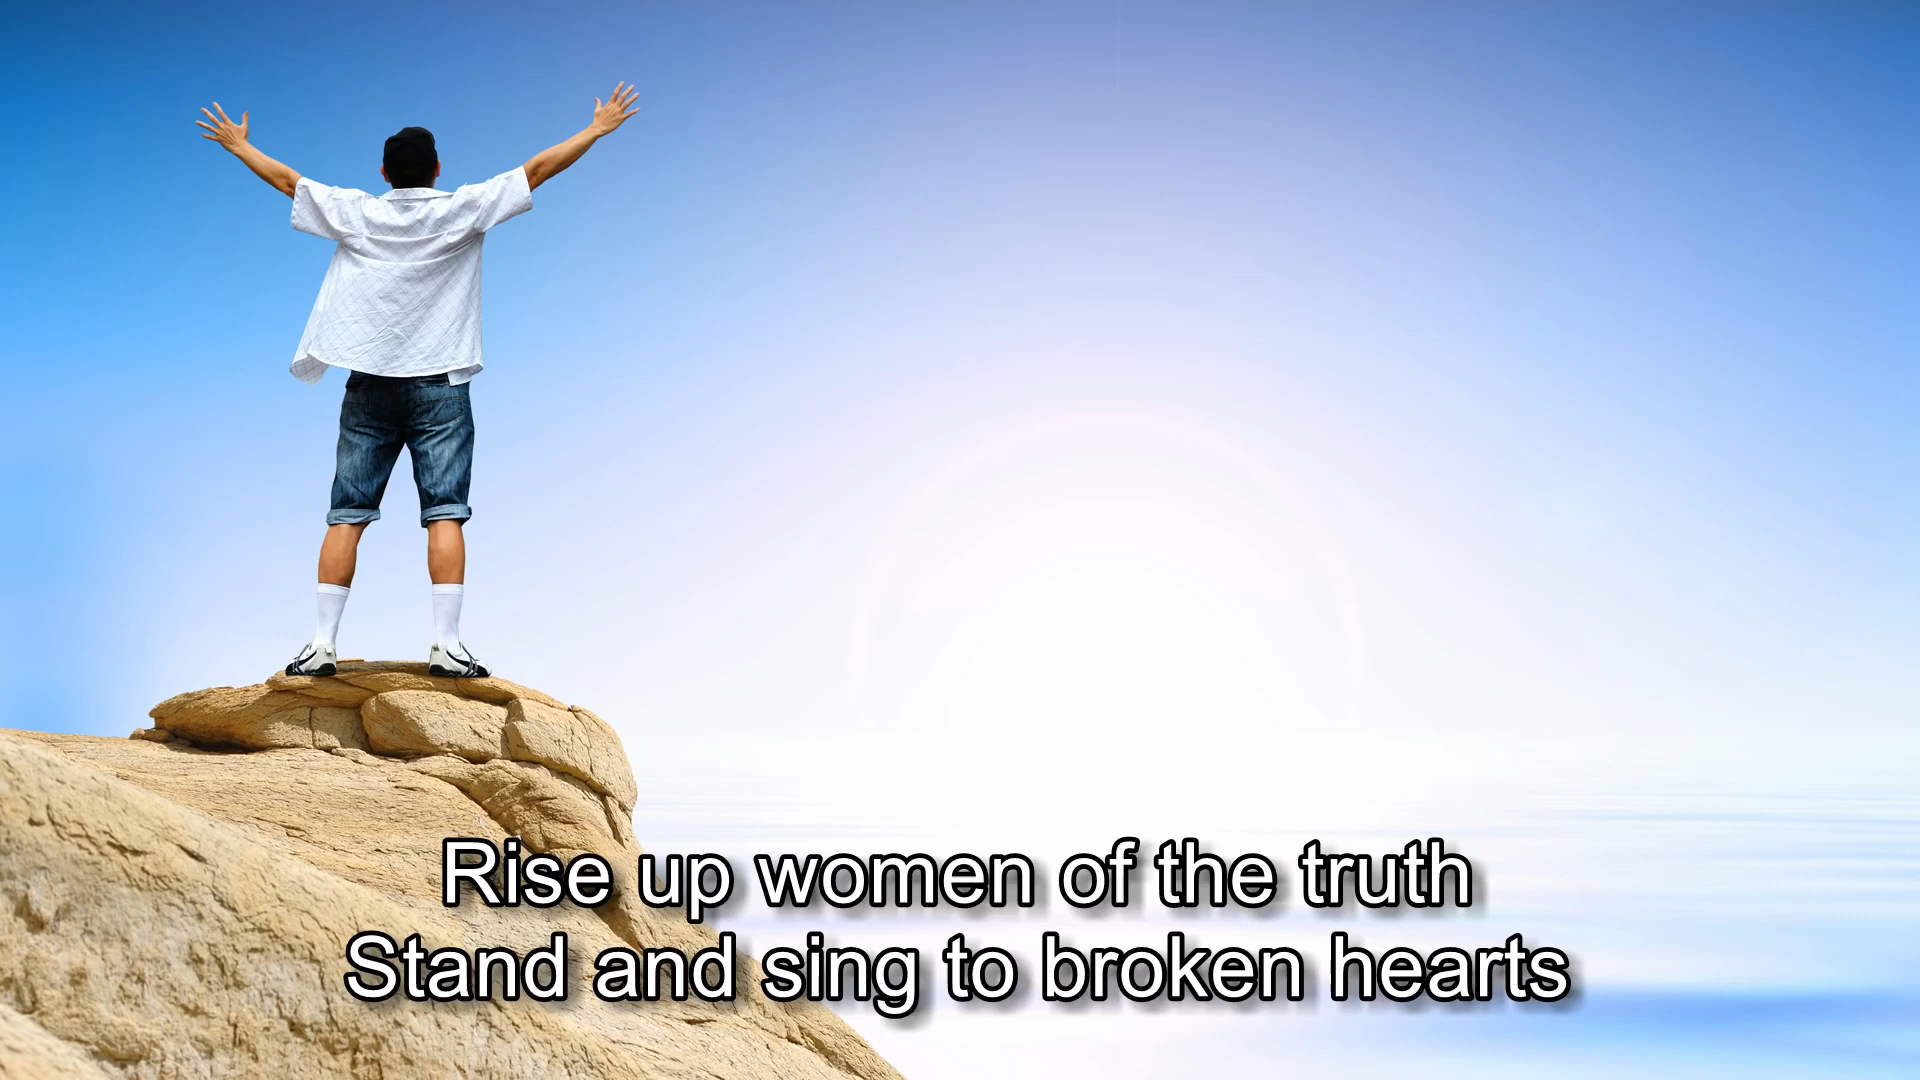 Rise up women of the truth
Stand and sing to broken hearts